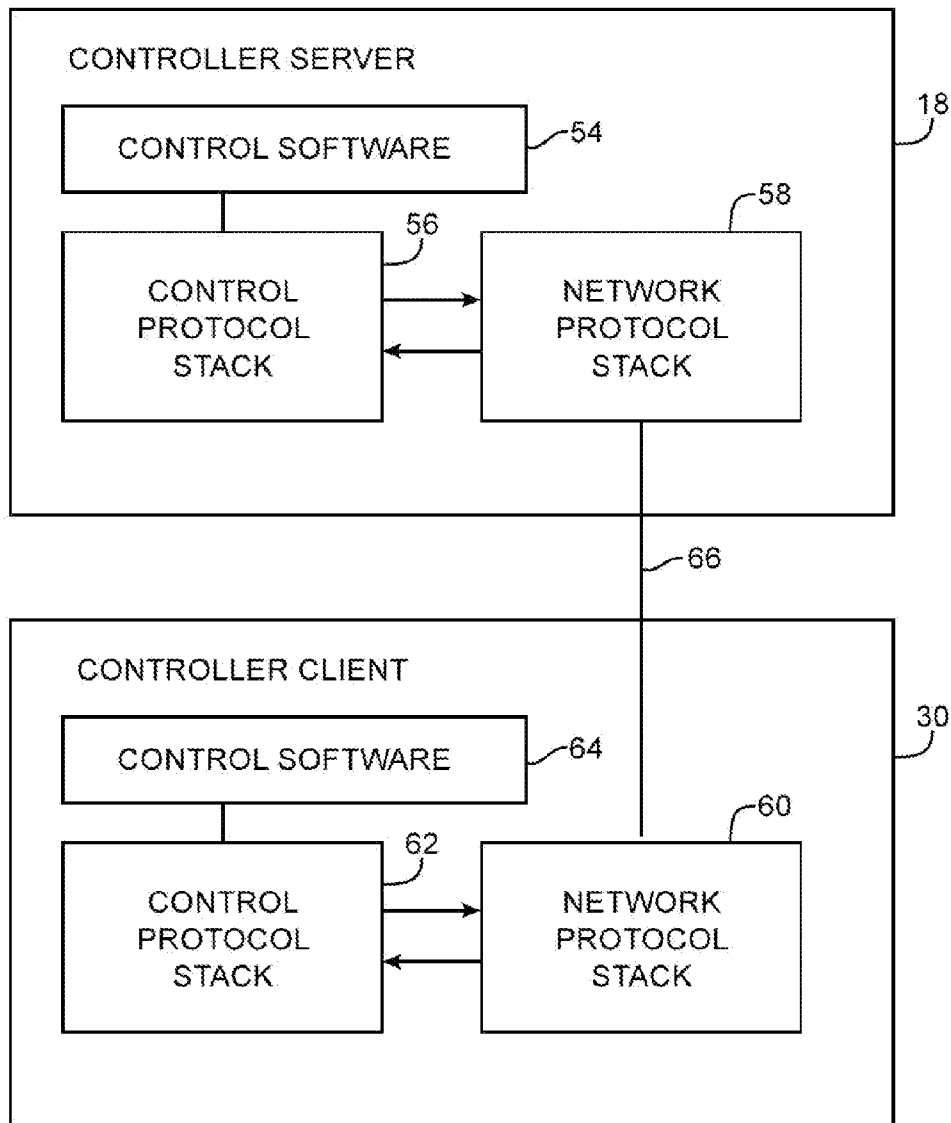 CONTROLLER SERVER
18
CONTROL SOFTWARE
54
56
58
CONTROL
PROTOCOL
STACK
NETWORK
PROTOCOL
STACK
66
CONTROLLER CLIENT
30
CONTROL SOFTWARE
64
62
60
CONTROL
PROTOCOL
STACK
NETWORK
PROTOCOL
STACK